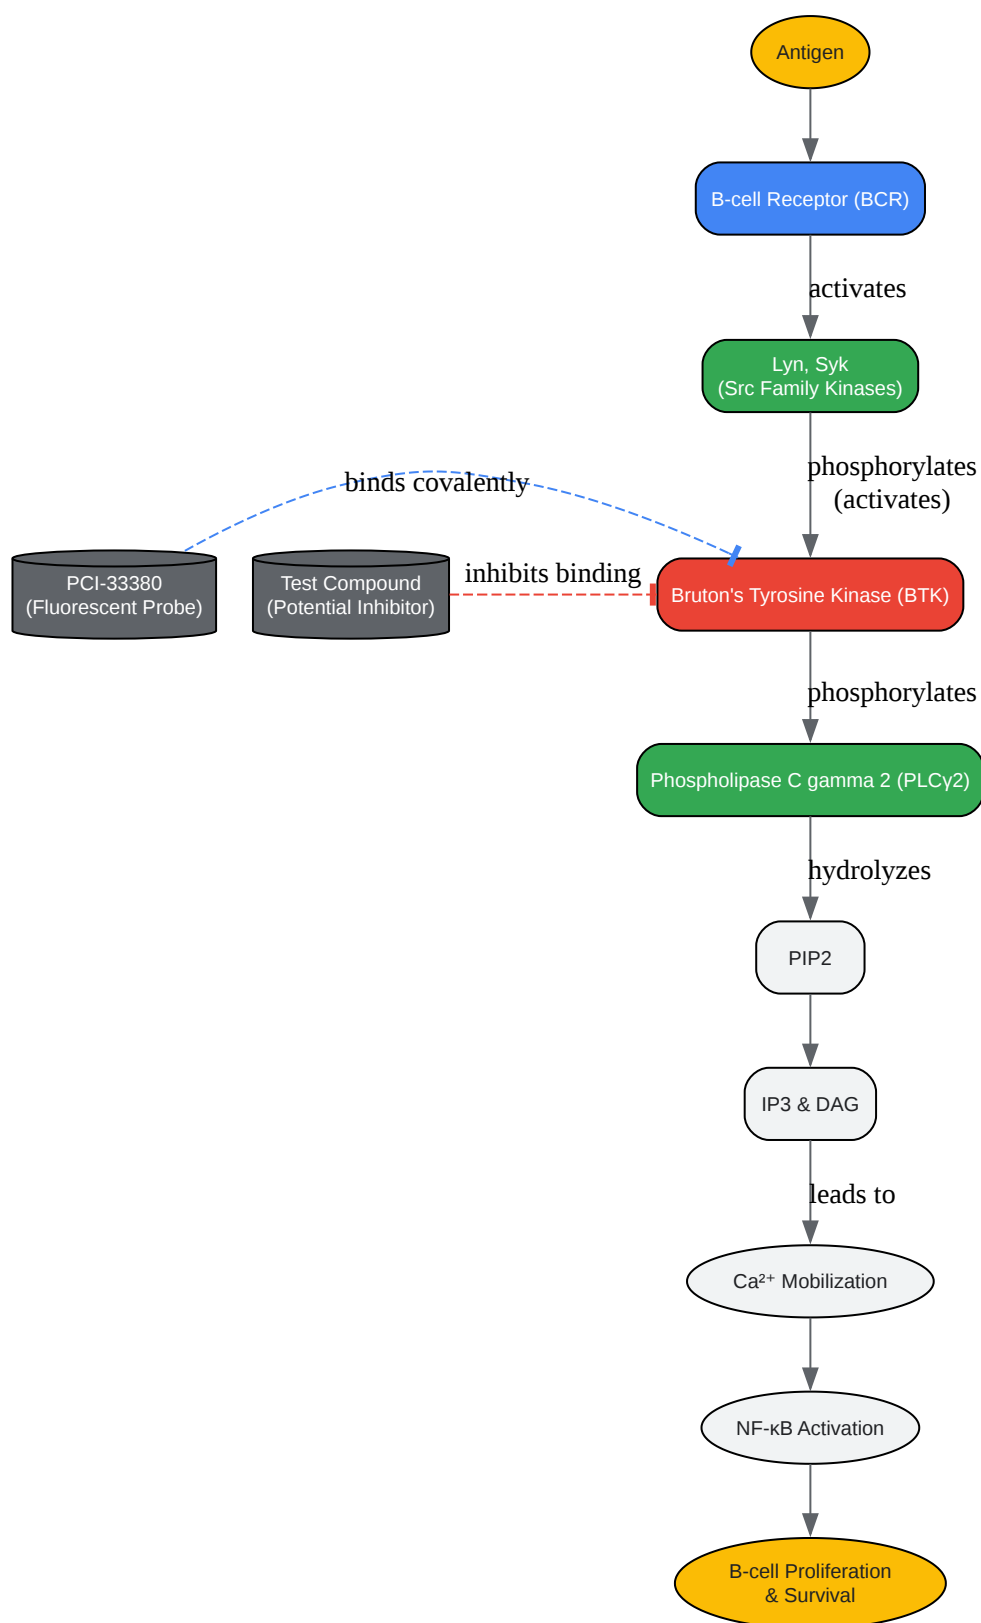 Antigen
B-cell Receptor (BCR)
activates
Lyn, Syk
(Src Family Kinases)
phosphorylates
(activates)
binds covalently
PCI-33380
(Fluorescent Probe)
Test Compound
(Potential Inhibitor)
inhibits binding
Bruton's Tyrosine Kinase (BTK)
phosphorylates
Phospholipase C gamma 2 (PLCγ2)
hydrolyzes
PIP2
IP3 & DAG
leads to
Ca²⁺ Mobilization
NF-κB Activation
B-cell Proliferation
& Survival